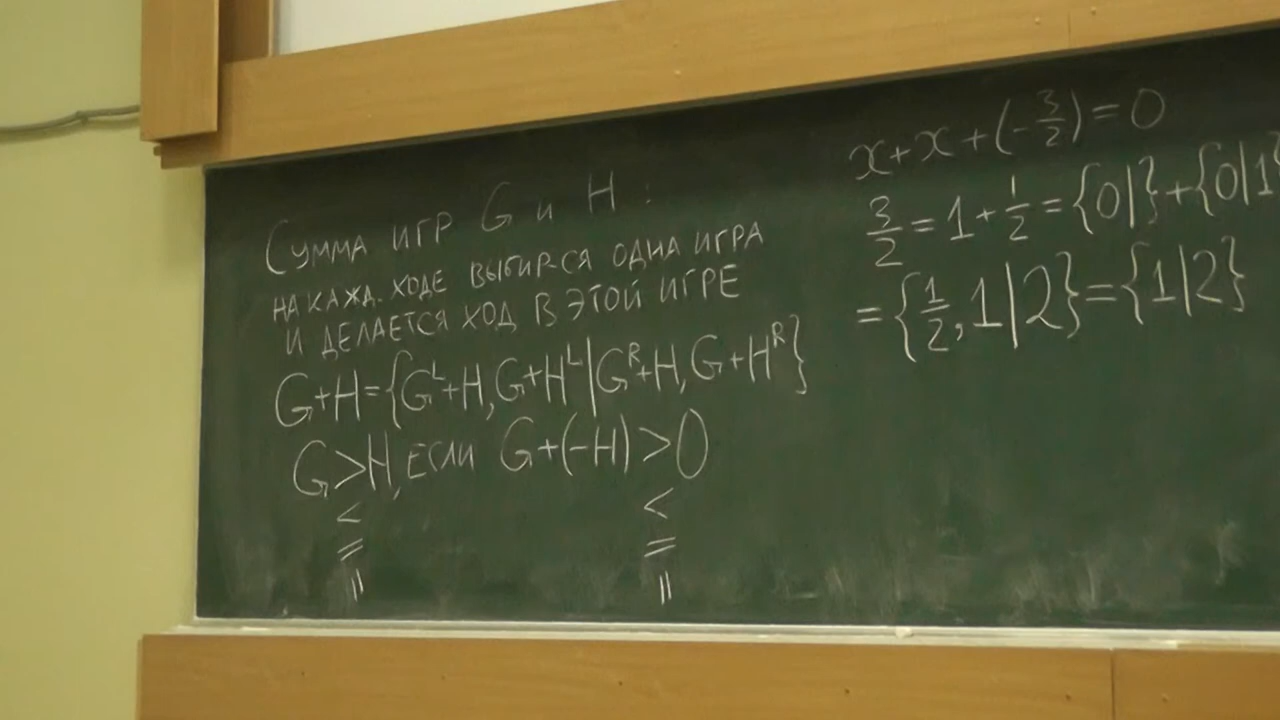 Сумма игр G и H:
на кажд. ходе выбир-ся одна игра
и делается ход в этой игре
G+H={G^L+H, G+H^L|G^R+H, G+H^R}
G>H, если G+(-H)>0
< <
= =
|| ||
x+x+(-3/2)=0
3/2=1+1/2={0|}+{0|1}
={1/2,1|2}={1|2}